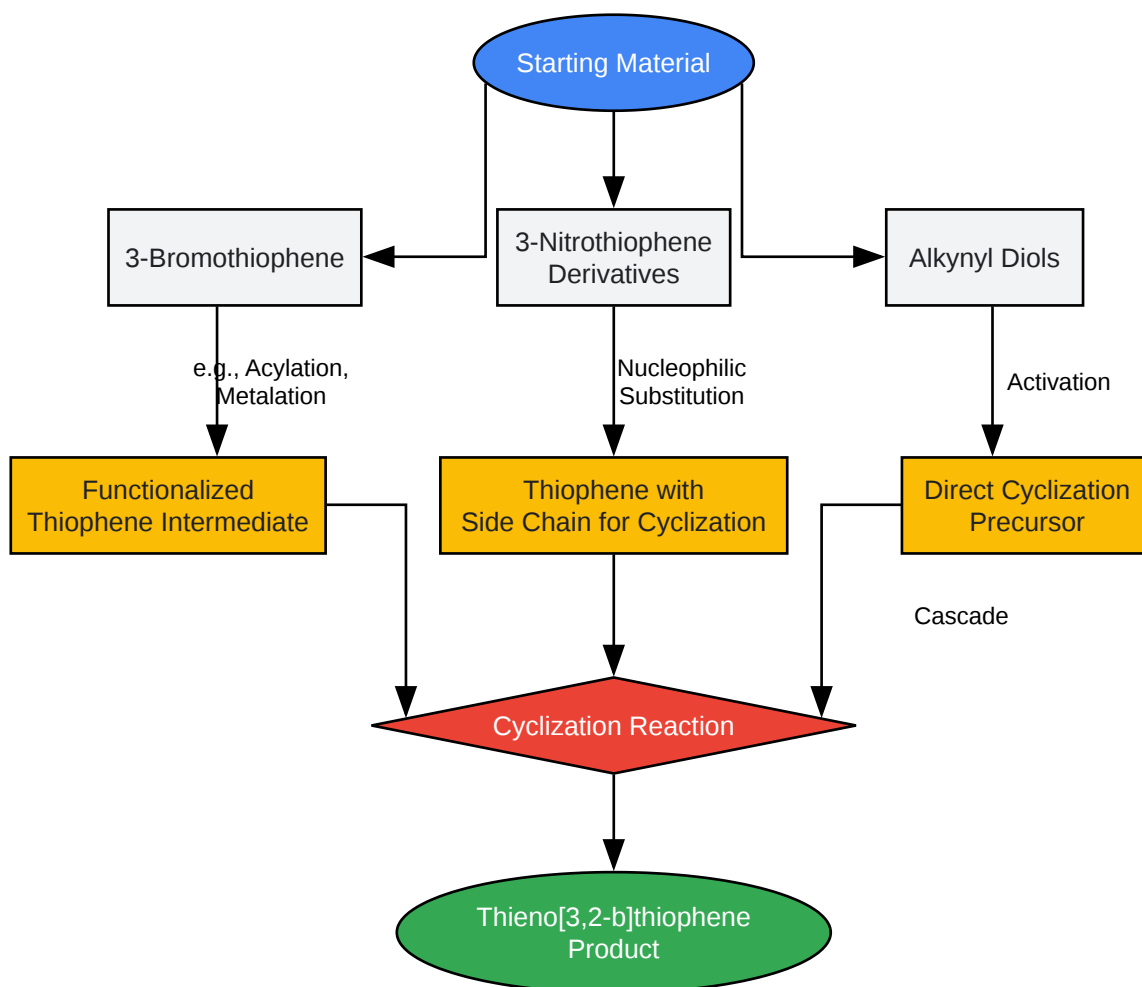 Starting Material
3-Bromothiophene
3-Nitrothiophene
Derivatives
Alkynyl Diols
e.g., Acylation,
Metalation
Nucleophilic
Substitution
Activation
Functionalized
Thiophene Intermediate
Thiophene with
Side Chain for Cyclization
Direct Cyclization
Precursor
Cascade
Cyclization Reaction
Thieno[3,2-b]thiophene
Product